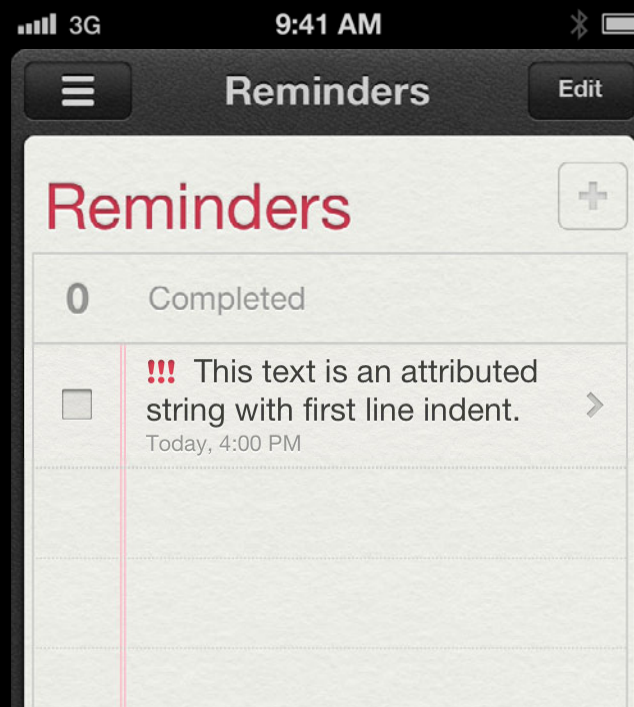 3G 9:41 AM
Reminders Edit
Reminders
0 Completed
!!! This text is an attributed
string with first line indent.
Today, 4:00 PM